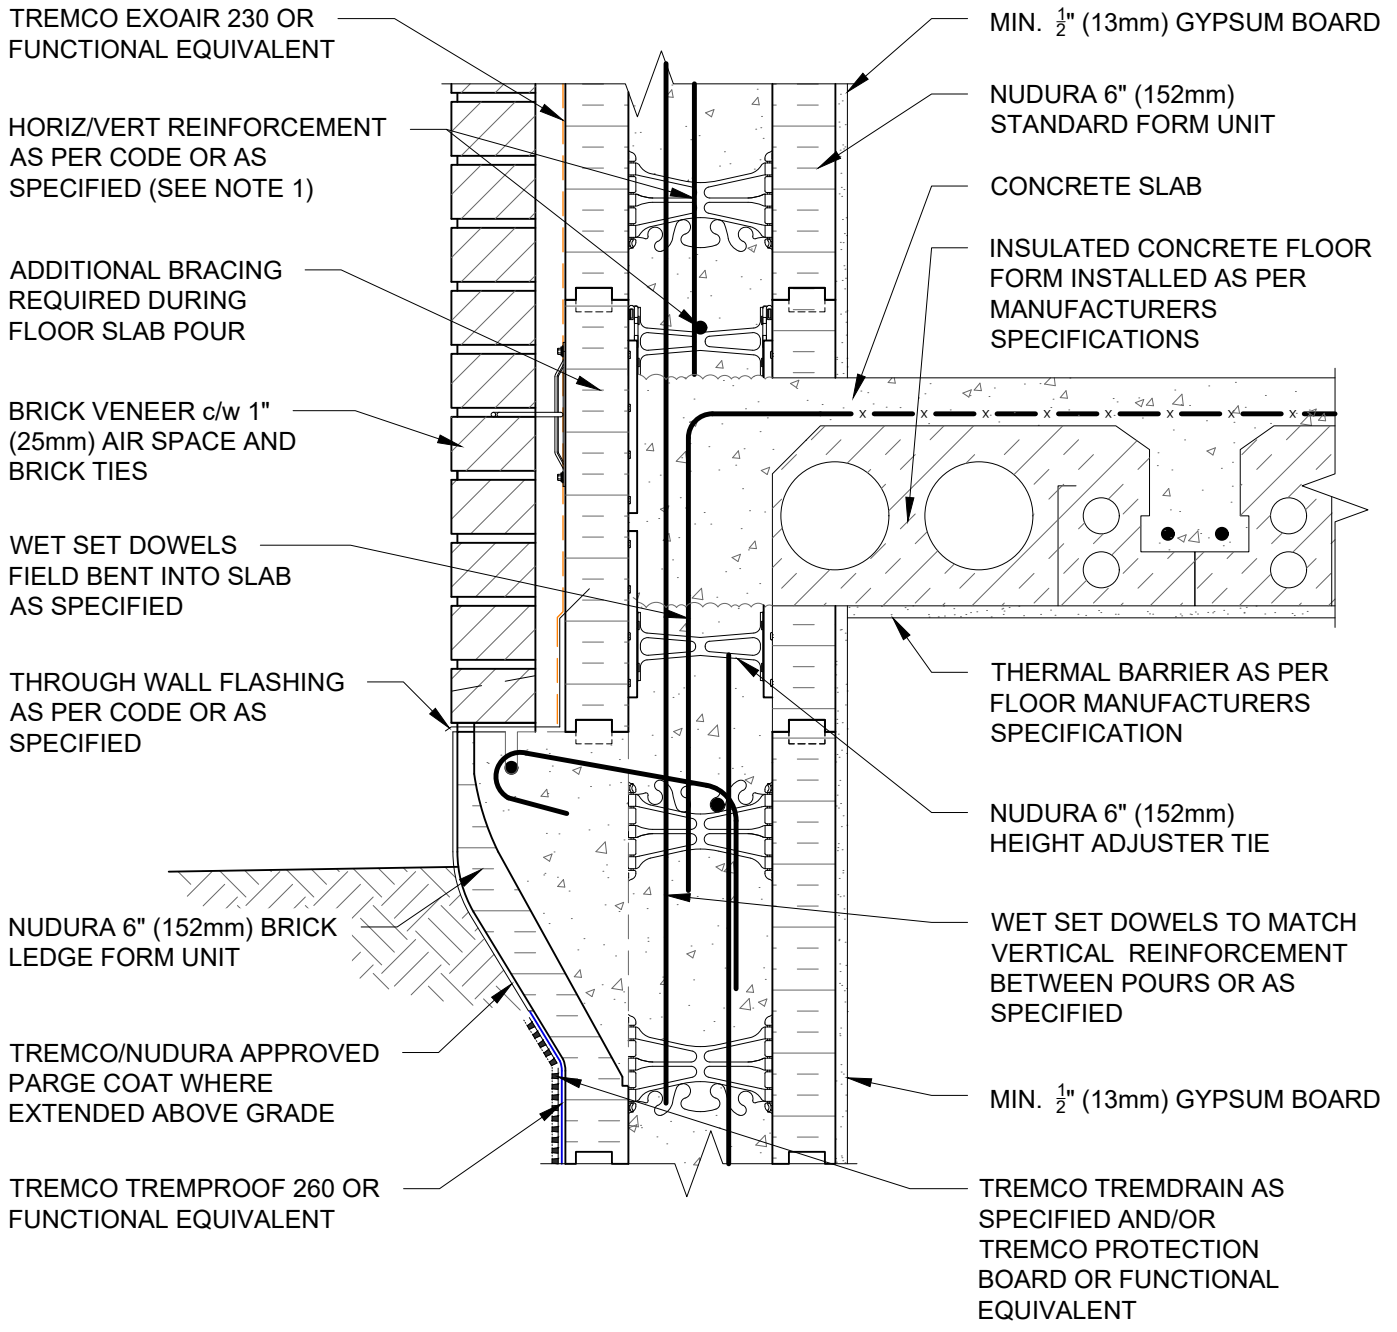 TREMCO EXOAIR 230 OR
FUNCTIONAL EQUIVALENT
HORIZ/VERT REINFORCEMENT
AS PER CODE OR AS
SPECIFIED (SEE NOTE 1)
ADDITIONAL BRACING
REQUIRED DURING
FLOOR SLAB POUR
BRICK VENEER c/w 1"
(25mm) AIR SPACE AND
BRICK TIES
WET SET DOWELS
FIELD BENT INTO SLAB
AS SPECIFIED
THROUGH WALL FLASHING
AS PER CODE OR AS
SPECIFIED
NUDURA 6" (152mm) BRICK
LEDGE FORM UNIT
TREMCO/NUDURA APPROVED
PARGE COAT WHERE
EXTENDED ABOVE GRADE
TREMCO TREMPROOF 260 OR
FUNCTIONAL EQUIVALENT
MIN. 1/2" (13mm) GYPSUM BOARD
NUDURA 6" (152mm)
STANDARD FORM UNIT
CONCRETE SLAB
INSULATED CONCRETE FLOOR
FORM INSTALLED AS PER
MANUFACTURERS
SPECIFICATIONS
x x x x x x x x
THERMAL BARRIER AS PER
FLOOR MANUFACTURERS
SPECIFICATION
NUDURA 6" (152mm)
HEIGHT ADJUSTER TIE
WET SET DOWELS TO MATCH
VERTICAL REINFORCEMENT
BETWEEN POURS OR AS
SPECIFIED
MIN. 1/2" (13mm) GYPSUM BOARD
TREMCO TREMDRAIN AS
SPECIFIED AND/OR
TREMCO PROTECTION
BOARD OR FUNCTIONAL
EQUIVALENT